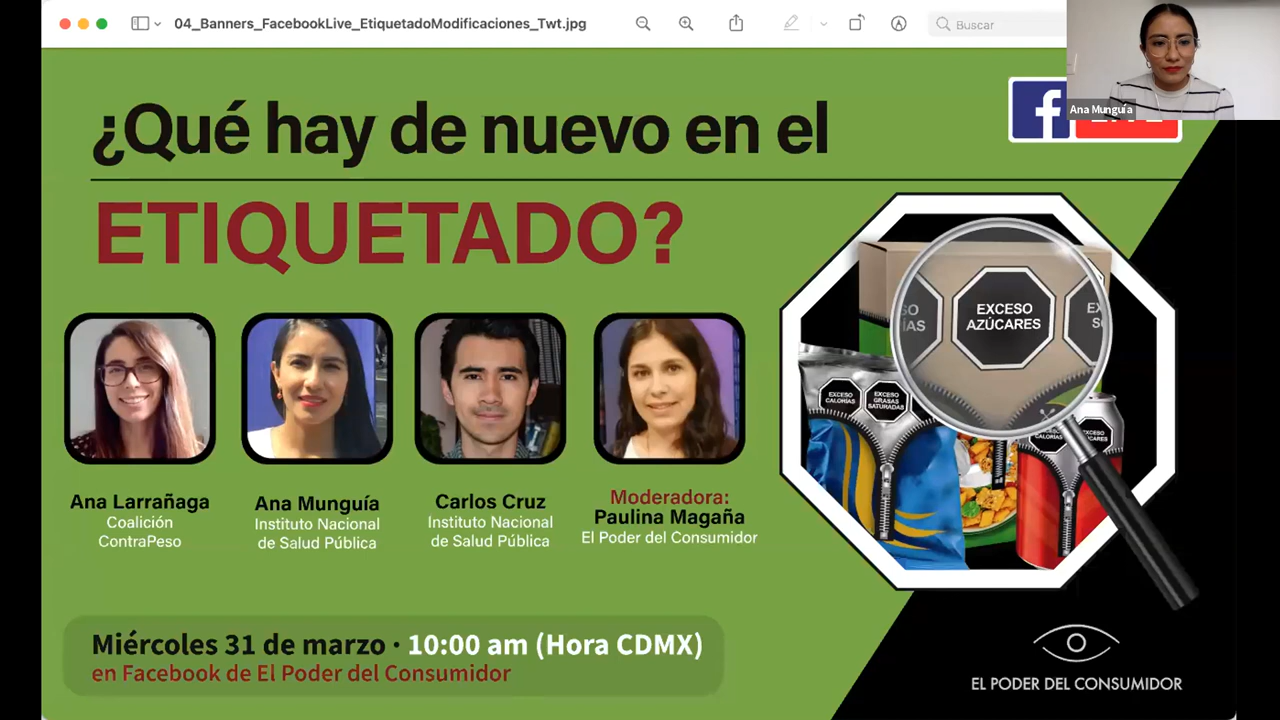 04_Banners_FacebookLive_EtiquetadoModificaciones_Twt.jpg
Buscar
Ana Munguía
¿Qué hay de nuevo en el
ETIQUETADO?
EXCESO
AZÚCARES
EXCESO
CALORÍAS
EXCESO
GRASAS
SATURADAS
Ana Larrañaga
Coalición
ContraPeso
Ana Munguía
Instituto Nacional
de Salud Pública
Carlos Cruz
Instituto Nacional
de Salud Pública
Moderadora:
Paulina Magaña
El Poder del Consumidor
Miércoles 31 de marzo · 10:00 am (Hora CDMX)
en Facebook de El Poder del Consumidor
EL PODER DEL CONSUMIDOR